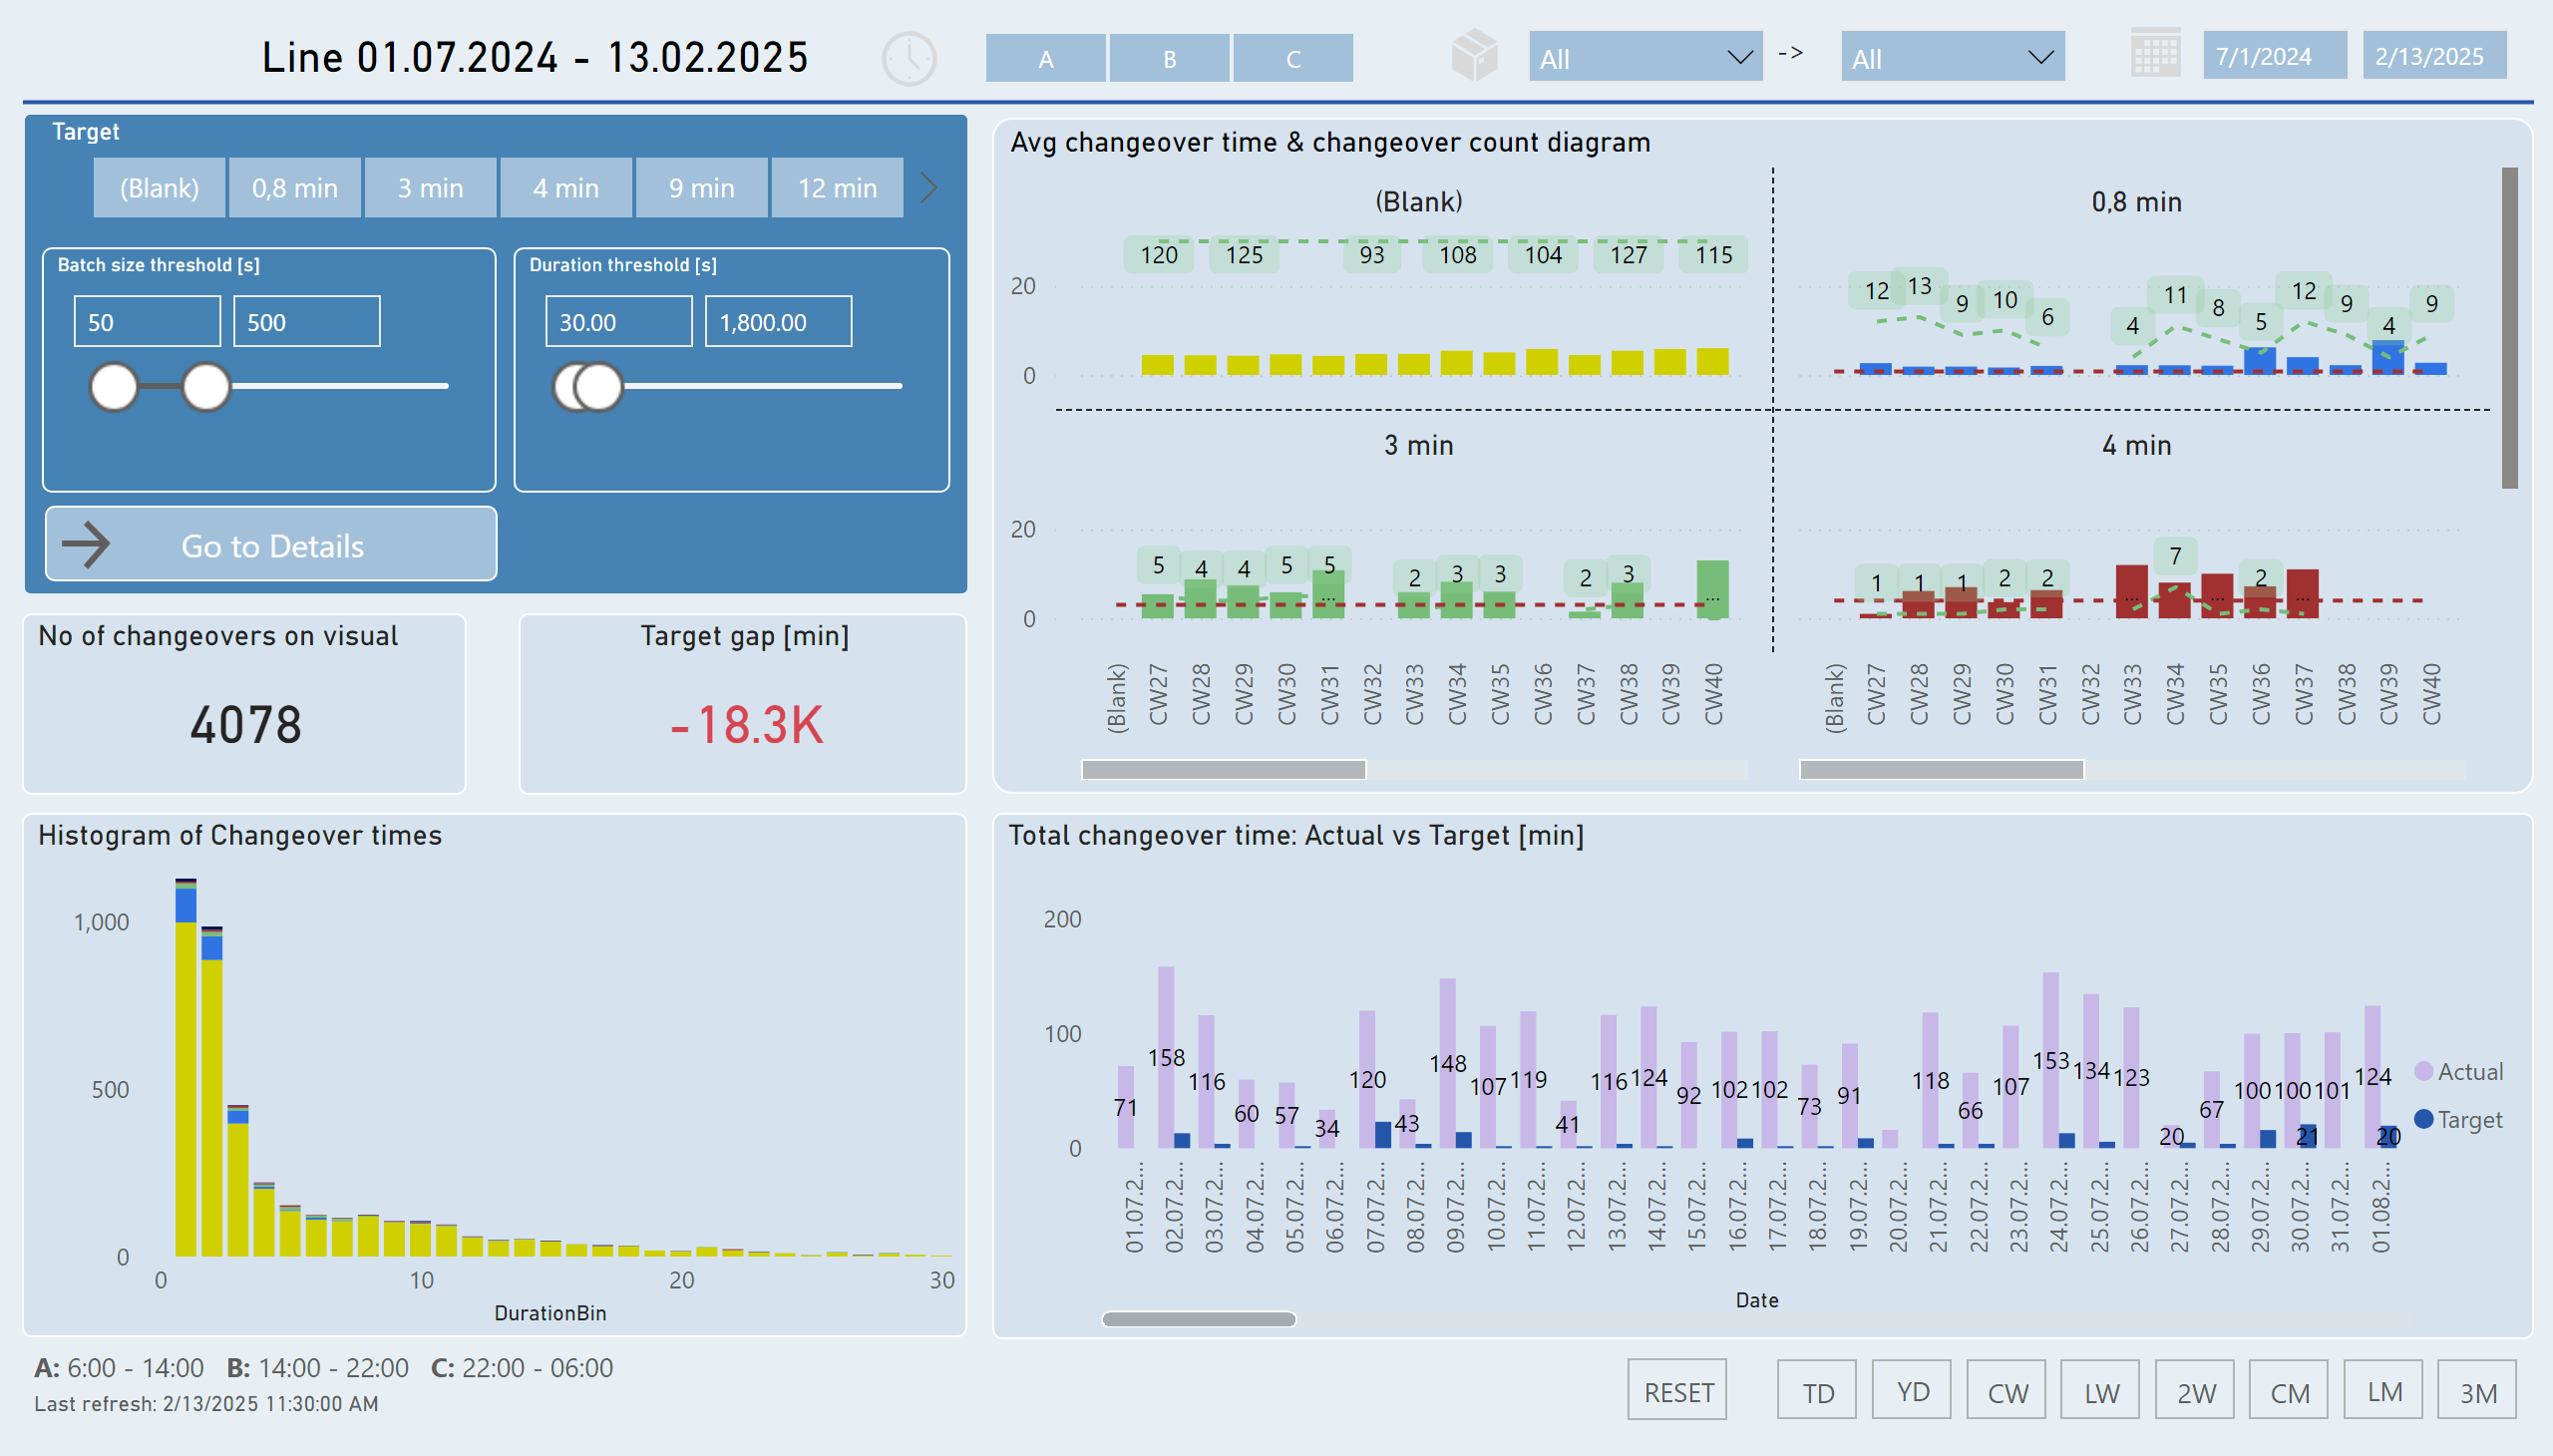 Line 01.07.2024 - 13.02.2025
A B C
All -> All
7/1/2024 2/13/2025
Target
(Blank) 0,8 min 3 min 4 min 9 min 12 min
Batch size threshold [s]
50 500
Duration threshold [s]
30.00 1,800.00
Go to Details
No of changeovers on visual
4078
Target gap [min]
-18.3K
Avg changeover time & changeover count diagram
(Blank)
120 125 93 108 104 127 115
20
0
0,8 min
12 13 9 10 6 4 11 8 5 12 9 4 9
3 min
20
0
5 4 4 5 5 2 3 3 2 3
... ...
4 min
1 1 1 2 2 7 2
... ... ... ...
(Blank) CW27 CW28 CW29 CW30 CW31 CW32 CW33 CW34 CW35 CW36 CW37 CW38 CW39 CW40
(Blank) CW27 CW28 CW29 CW30 CW31 CW32 CW33 CW34 CW35 CW36 CW37 CW38 CW39 CW40
Histogram of Changeover times
1,000
500
0
0 10 20 30
DurationBin
Total changeover time: Actual vs Target [min]
200
100
0
71 158 116 60 57 34 120 43 148 107 119 41 116 124 92 102 102 73 91 118 66 107 153 134 123 20 67 100 100 21 101 124 20
01.07.2... 02.07.2... 03.07.2... 04.07.2... 05.07.2... 06.07.2... 07.07.2... 08.07.2... 09.07.2... 10.07.2... 11.07.2... 12.07.2... 13.07.2... 14.07.2... 15.07.2... 16.07.2... 17.07.2... 18.07.2... 19.07.2... 20.07.2... 21.07.2... 22.07.2... 23.07.2... 24.07.2... 25.07.2... 26.07.2... 27.07.2... 28.07.2... 29.07.2... 30.07.2... 31.07.2... 01.08.2...
Date
Actual
Target
A: 6:00 - 14:00 B: 14:00 - 22:00 C: 22:00 - 06:00
Last refresh: 2/13/2025 11:30:00 AM
RESET TD YD CW LW 2W CM LM 3M